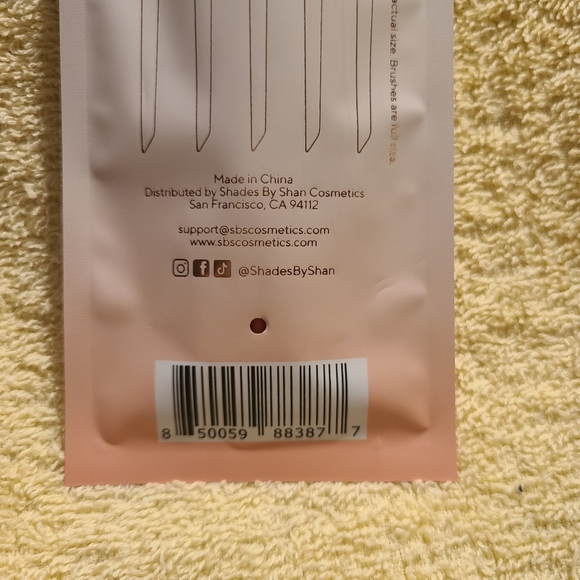 actual size. Brushes are full size.
Made in China
Distributed by Shades By Shan Cosmetics
San Francisco, CA 94112
support@sbscosmetics.com
www.sbscosmetics.com
@ShadesByShan
8 50059 88387 7